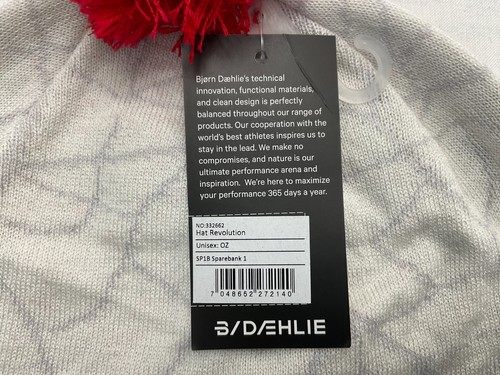 Bjørn Dæhlie's technical
innovation, functional materials,
and clean design is perfectly
balanced throughout our range of
products. Our cooperation with the
world's best athletes inspires us to
stay in the lead. We make no
compromises, and nature is our
ultimate performance arena and
inspiration. We're here to maximize
your performance 365 days a year.
NO:332662
Hat Revolution
Unisex: OZ
SP1B Sparebank 1
7 048652 272140
B/DÆHLIE